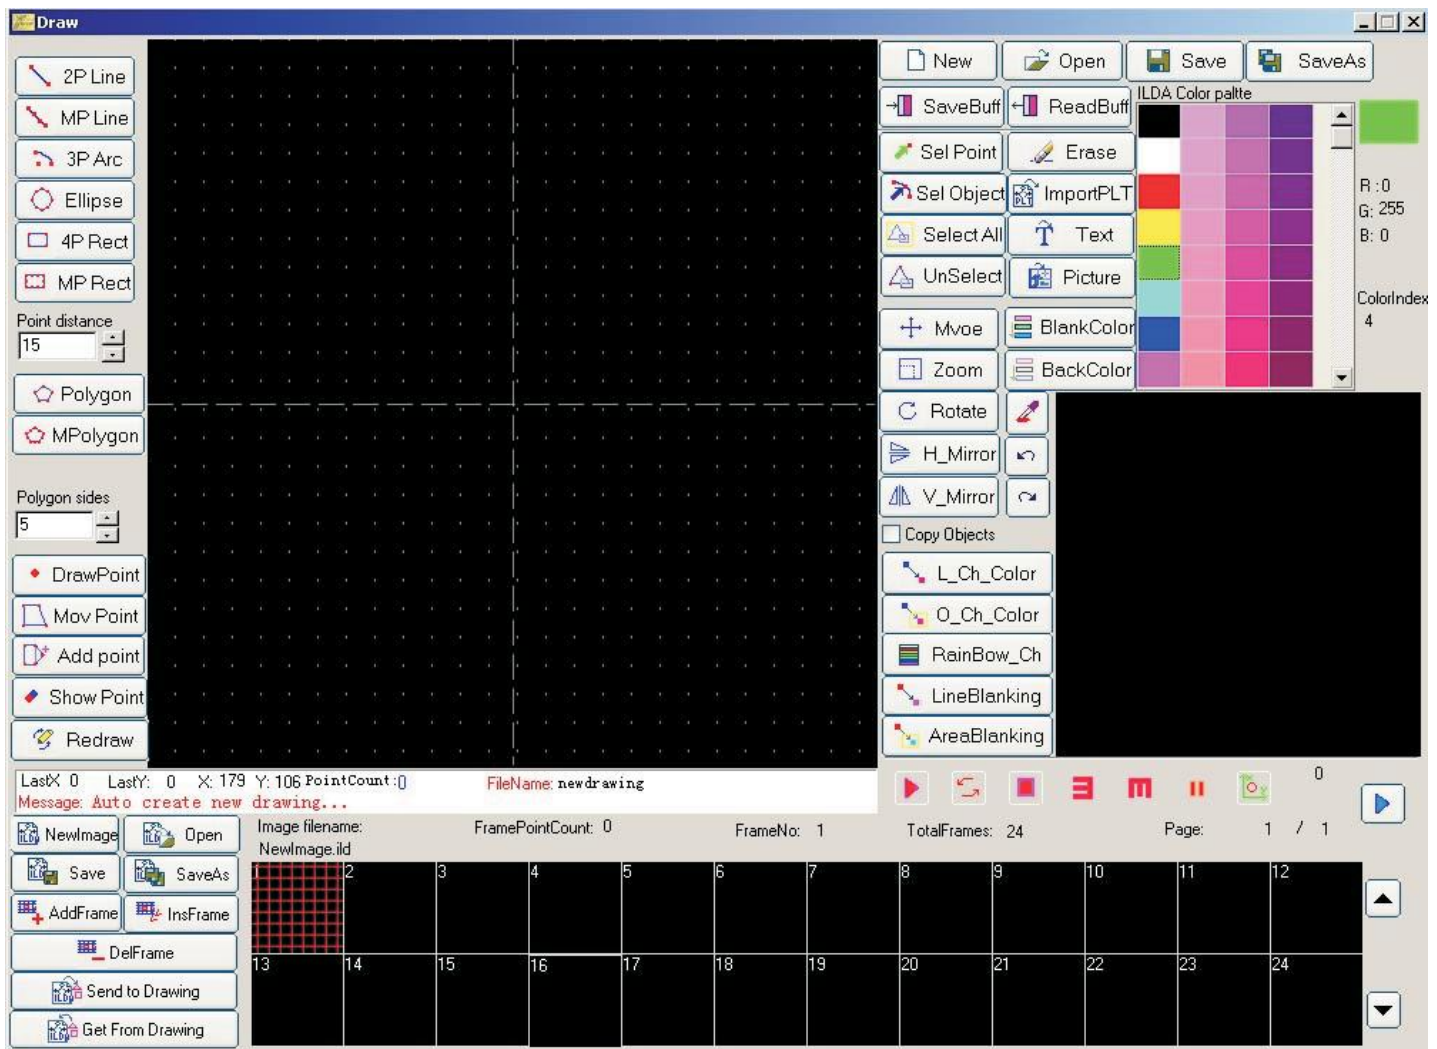 Draw
2P Line
MP Line
3P Arc
Ellipse
4P Rect
MP Rect
Point distance
15
Polygon
MPolygon
Polygon sides
5
DrawPoint
Mov Point
Add point
Show Point
Redraw
New Open Save SaveAs
SaveBuff ReadBuff
Sel Point Erase
Sel Object ImportPLT
Select All Text
UnSelect Picture
Mvoe BlankColor
Zoom BackColor
Rotate
H_Mirror
V_Mirror
Copy Objects
L_Ch_Color
O_Ch_Color
RainBow_Ch
LineBlanking
AreaBlanking
ILDA Color paltte
R :0
G: 255
B: 0
ColorIndex
4
LastX 0 LastY: 0 X: 179 Y: 106 PointCount:0 FileName: newdrawing
Message: Auto create new drawing...
0
NewImage Open
Save SaveAs
AddFrame InsFrame
DelFrame
Send to Drawing
Get From Drawing
Image filename: FramePointCount: 0 FrameNo: 1 TotalFrames: 24 Page: 1 / 1
NewImage.ild
1 2 3 4 5 6 7 8 9 10 11 12
13 14 15 16 17 18 19 20 21 22 23 24